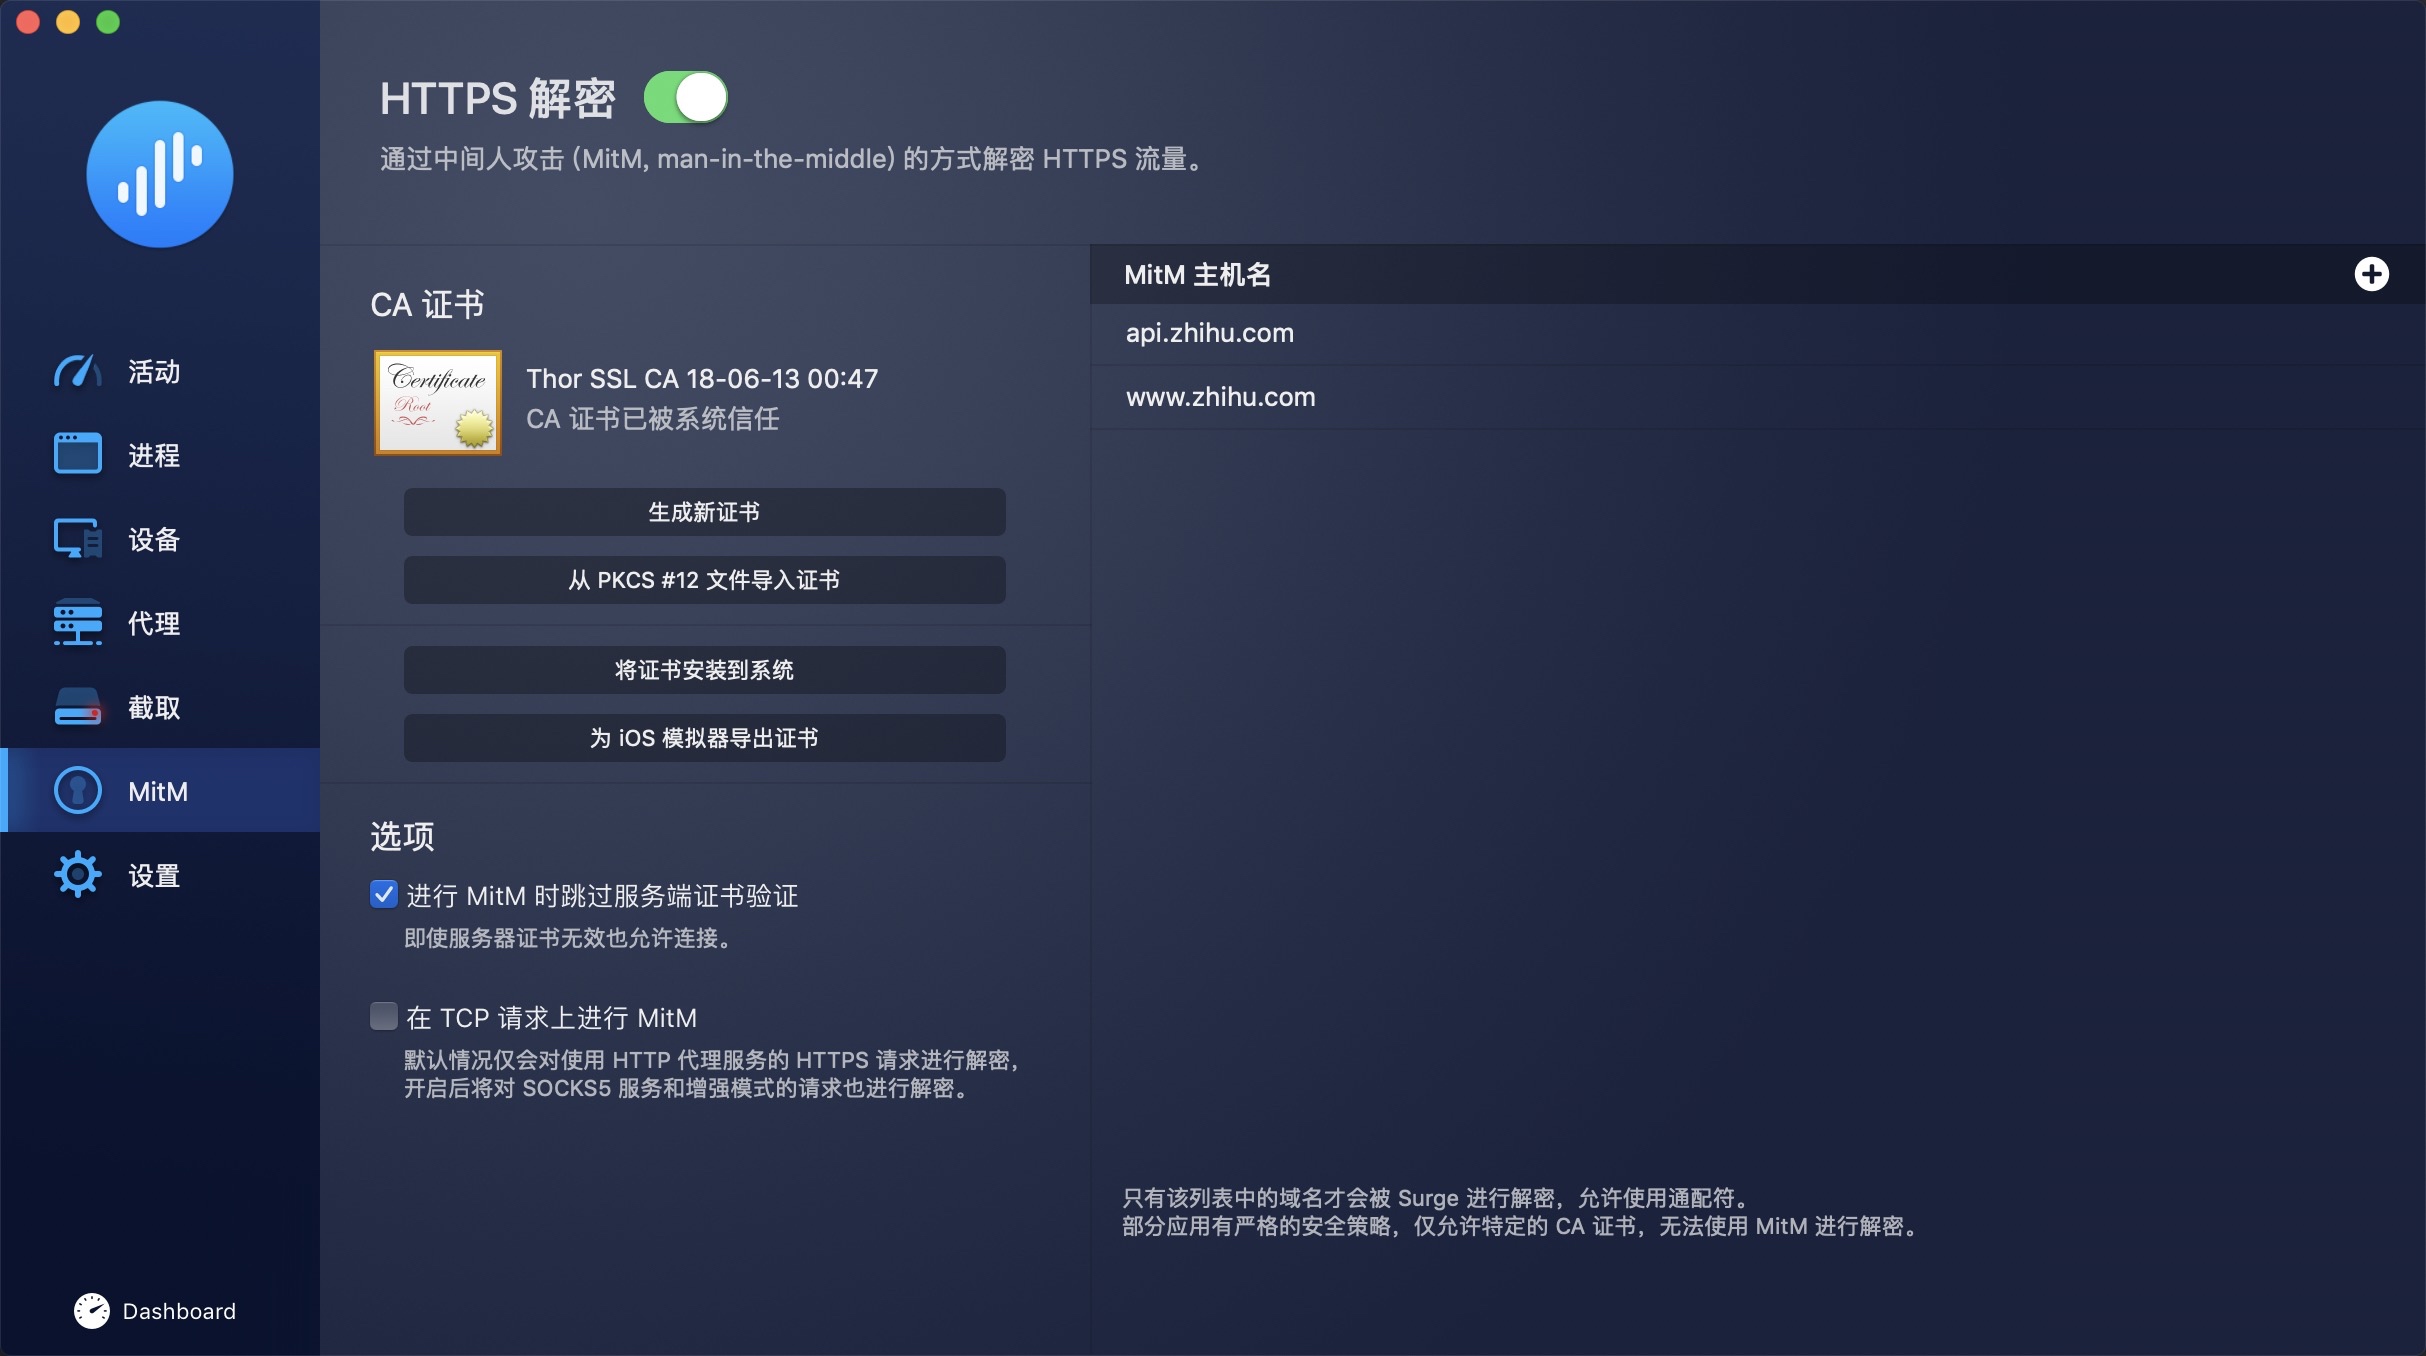 HTTPS 解密
通过中间人攻击 (MitM, man-in-the-middle) 的方式解密 HTTPS 流量。
活动
进程
设备
代理
截取
MitM
设置
Dashboard
CA 证书
Certificate
Root
Thor SSL CA 18-06-13 00:47
CA 证书已被系统信任
生成新证书
从 PKCS #12 文件导入证书
将证书安装到系统
为 iOS 模拟器导出证书
选项
进行 MitM 时跳过服务端证书验证
即使服务器证书无效也允许连接。
在 TCP 请求上进行 MitM
默认情况仅会对使用 HTTP 代理服务的 HTTPS 请求进行解密，
开启后将对 SOCKS5 服务和增强模式的请求也进行解密。
MitM 主机名
api.zhihu.com
www.zhihu.com
只有该列表中的域名才会被 Surge 进行解密，允许使用通配符。
部分应用有严格的安全策略，仅允许特定的 CA 证书，无法使用 MitM 进行解密。